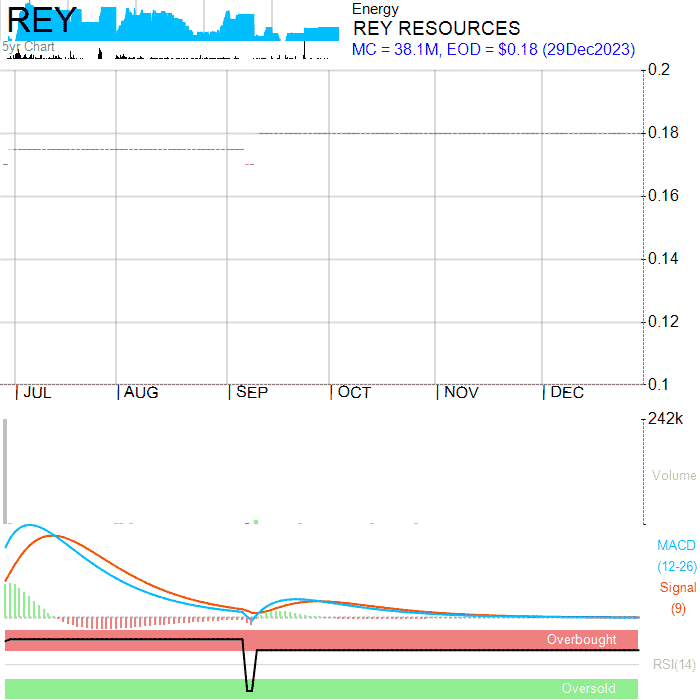 REY
5yr Chart
Energy
REY RESOURCES
MC = 38.1M, EOD = $0.18 (29Dec2023)
0.2
0.18
0.16
0.14
0.12
0.1
JUL AUG SEP OCT NOV DEC
242k
Volume
MACD
(12-26)
Signal
(9)
Overbought
RSI(14)
Oversold